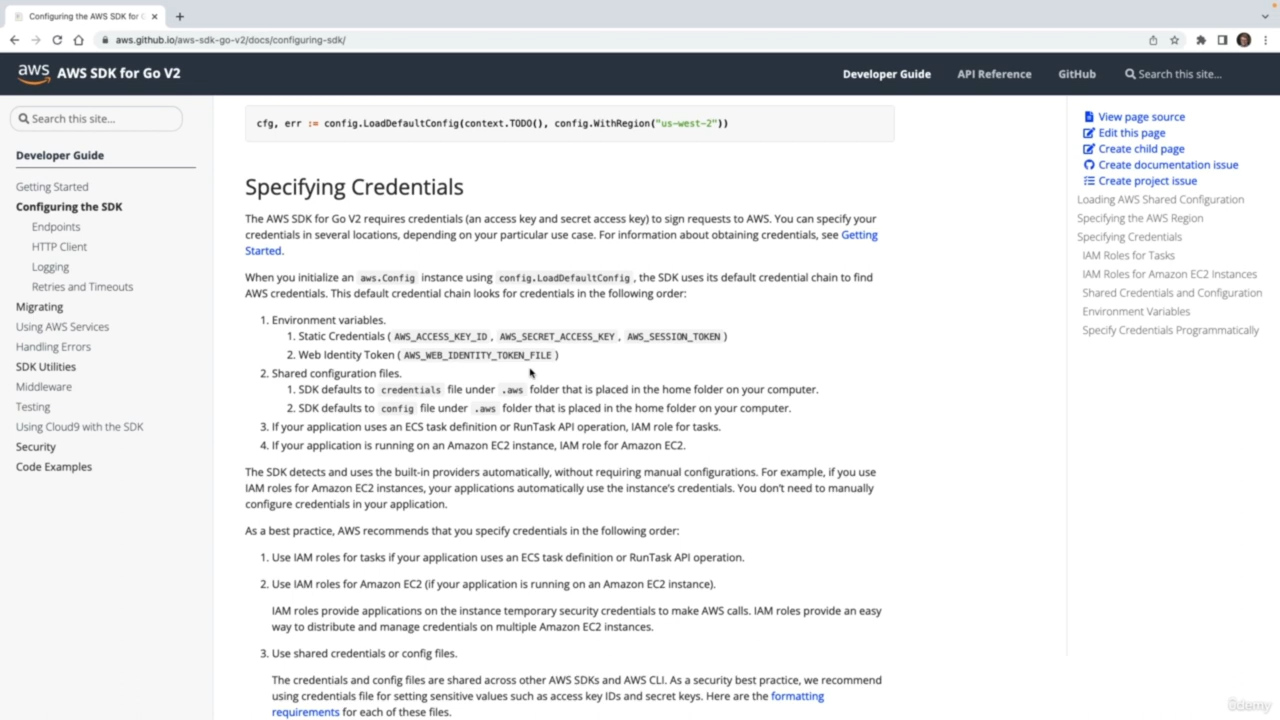 Configuring the AWS SDK for G
aws.github.io/aws-sdk-go-v2/docs/configuring-sdk/
aws
AWS SDK for Go V2
Developer Guide
API Reference
GitHub
Search this site...
Search this site...
Developer Guide
Getting Started
Configuring the SDK
Endpoints
HTTP Client
Logging
Retries and Timeouts
Migrating
Using AWS Services
Handling Errors
SDK Utilities
Middleware
Testing
Using Cloud9 with the SDK
Security
Code Examples
cfg, err := config.LoadDefaultConfig(context.TODO(), config.WithRegion("us-west-2"))
Specifying Credentials
The AWS SDK for Go V2 requires credentials (an access key and secret access key) to sign requests to AWS. You can specify your
credentials in several locations, depending on your particular use case. For information about obtaining credentials, see Getting
Started.
When you initialize an aws.Config instance using config.LoadDefaultConfig, the SDK uses its default credential chain to find
AWS credentials. This default credential chain looks for credentials in the following order:
1. Environment variables.
1. Static Credentials (AWS_ACCESS_KEY_ID, AWS_SECRET_ACCESS_KEY, AWS_SESSION_TOKEN)
2. Web Identity Token (AWS_WEB_IDENTITY_TOKEN_FILE)
2. Shared configuration files.
1. SDK defaults to credentials file under .aws folder that is placed in the home folder on your computer.
2. SDK defaults to config file under .aws folder that is placed in the home folder on your computer.
3. If your application uses an ECS task definition or RunTask API operation, IAM role for tasks.
4. If your application is running on an Amazon EC2 instance, IAM role for Amazon EC2.
The SDK detects and uses the built-in providers automatically, without requiring manual configurations. For example, if you use
IAM roles for Amazon EC2 instances, your applications automatically use the instance's credentials. You don't need to manually
configure credentials in your application.
As a best practice, AWS recommends that you specify credentials in the following order:
1. Use IAM roles for tasks if your application uses an ECS task definition or RunTask API operation.
2. Use IAM roles for Amazon EC2 (if your application is running on an Amazon EC2 instance).
IAM roles provide applications on the instance temporary security credentials to make AWS calls. IAM roles provide an easy
way to distribute and manage credentials on multiple Amazon EC2 instances.
3. Use shared credentials or config files.
The credentials and config files are shared across other AWS SDKs and AWS CLI. As a security best practice, we recommend
using credentials file for setting sensitive values such as access key IDs and secret keys. Here are the formatting
requirements for each of these files.
View page source
Edit this page
Create child page
Create documentation issue
Create project issue
Loading AWS Shared Configuration
Specifying the AWS Region
Specifying Credentials
IAM Roles for Tasks
IAM Roles for Amazon EC2 Instances
Shared Credentials and Configuration
Environment Variables
Specify Credentials Programmatically
ûdemy